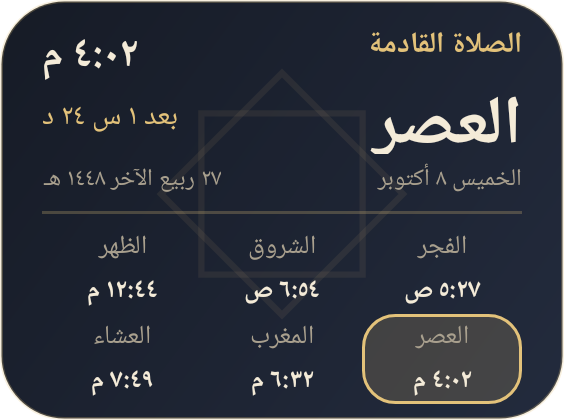 الصلاة القادمة
٤:٠٢ م
العصر
بعد ١ س ٢٤ د
الخميس ٨ أكتوبر
٢٧ ربيع الآخر ١٤٤٨ هـ
الفجر الشروق الظهر
٥:٢٧ ص ٦:٥٤ ص ١٢:٤٤ م
العصر المغرب العشاء
٤:٠٢ م ٦:٣٢ م ٧:٤٩ م